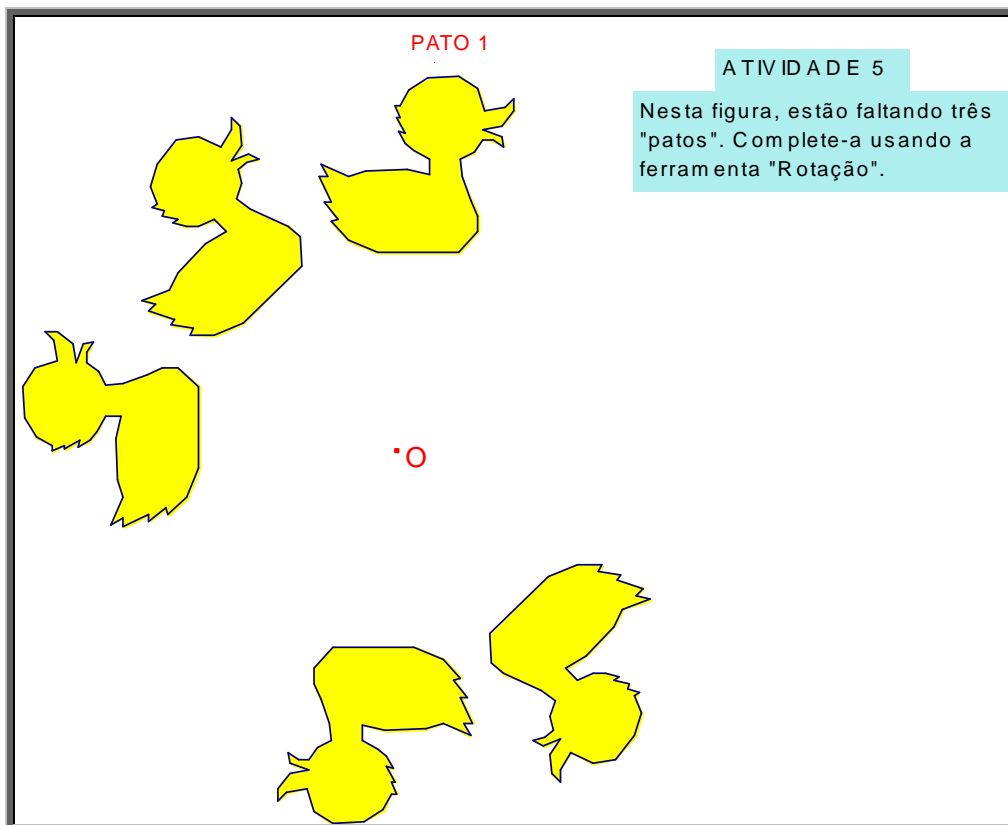 PATO 1
ATIVIDADE 5
Nesta figura, estão faltando três
"patos". Complete-a usando a
ferramenta "Rotação".
O